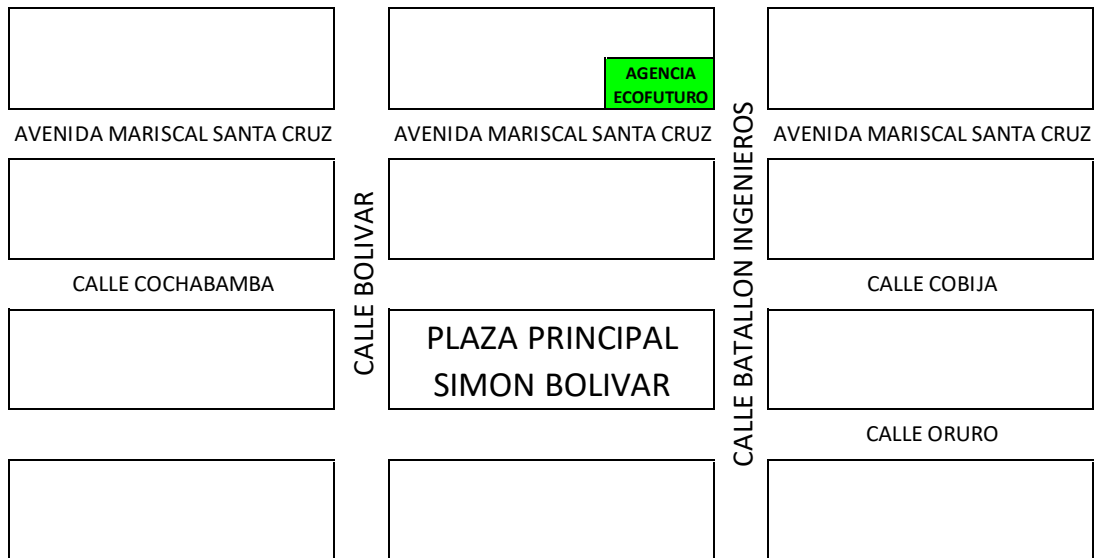 AGENCIA
ECOFUTURO
AVENIDA MARISCAL SANTA CRUZ
AVENIDA MARISCAL SANTA CRUZ
AVENIDA MARISCAL SANTA CRUZ
CALLE BOLIVAR
CALLE BATALLON INGENIEROS
CALLE COCHABAMBA
CALLE COBIJA
PLAZA PRINCIPAL
SIMON BOLIVAR
CALLE ORURO